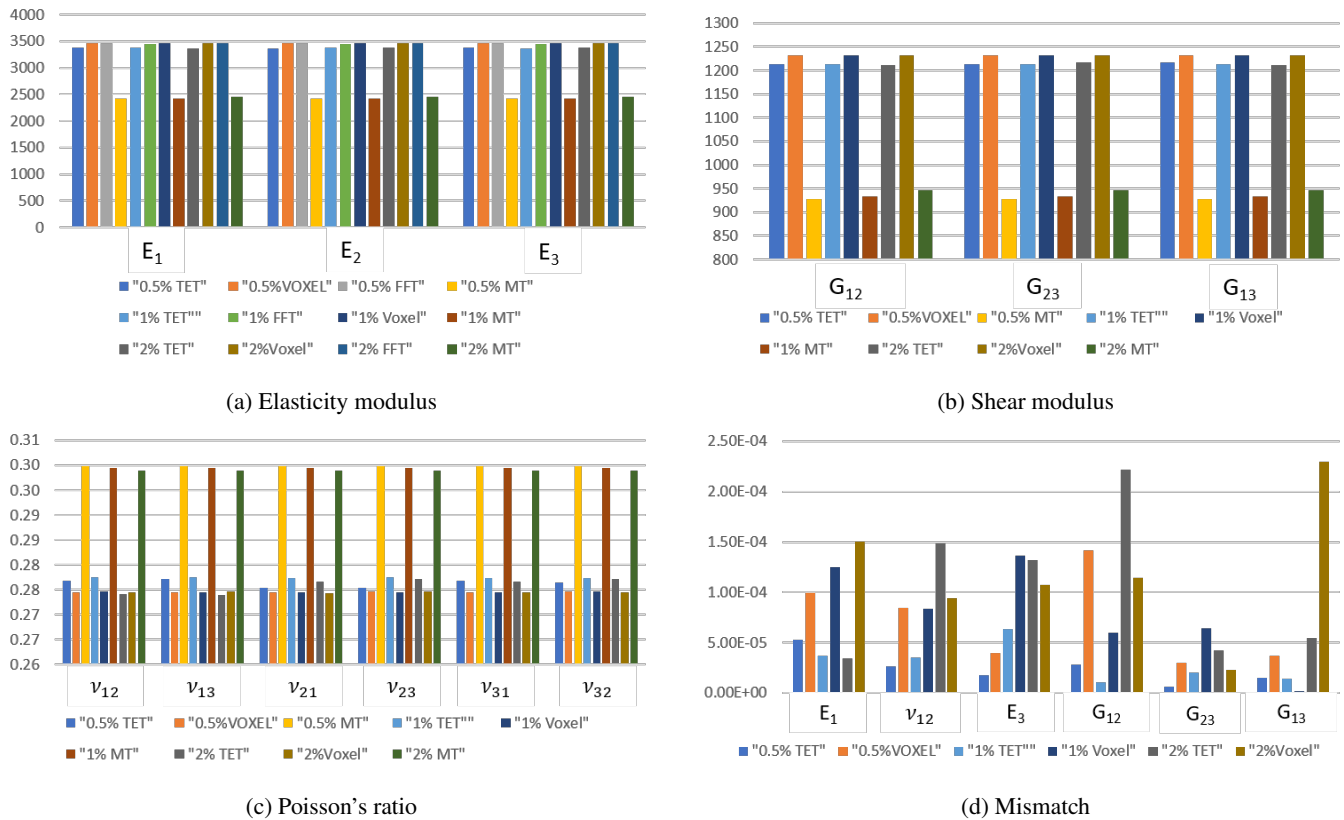 4000
3500
3000
2500
2000
1500
1000
500
0
E1 E2 E3
"0.5% TET" "0.5%VOXEL" "0.5% FFT" "0.5% MT"
"1% TET"" "1% FFT" "1% Voxel" "1% MT"
"2% TET" "2%Voxel" "2% FFT" "2% MT"
(a) Elasticity modulus
1300
1250
1200
1150
1100
1050
1000
950
900
850
800
G12 G23 G13
"0.5% TET" "0.5%VOXEL" "0.5% MT" "1% TET"" "1% Voxel"
"1% MT" "2% TET" "2%Voxel" "2% MT"
(b) Shear modulus
0.31
0.30
0.30
0.29
0.29
0.28
0.28
0.27
0.27
0.26
ν12 ν13 ν21 ν23 ν31 ν32
"0.5% TET" "0.5%VOXEL" "0.5% MT" "1% TET"" "1% Voxel"
"1% MT" "2% TET" "2%Voxel" "2% MT"
(c) Poisson's ratio
2.50E-04
2.00E-04
1.50E-04
1.00E-04
5.00E-05
0.00E+00
E1 ν12 E3 G12 G23 G13
"0.5% TET" "0.5%VOXEL" "1% TET"" "1% Voxel" "2% TET" "2%Voxel"
(d) Mismatch